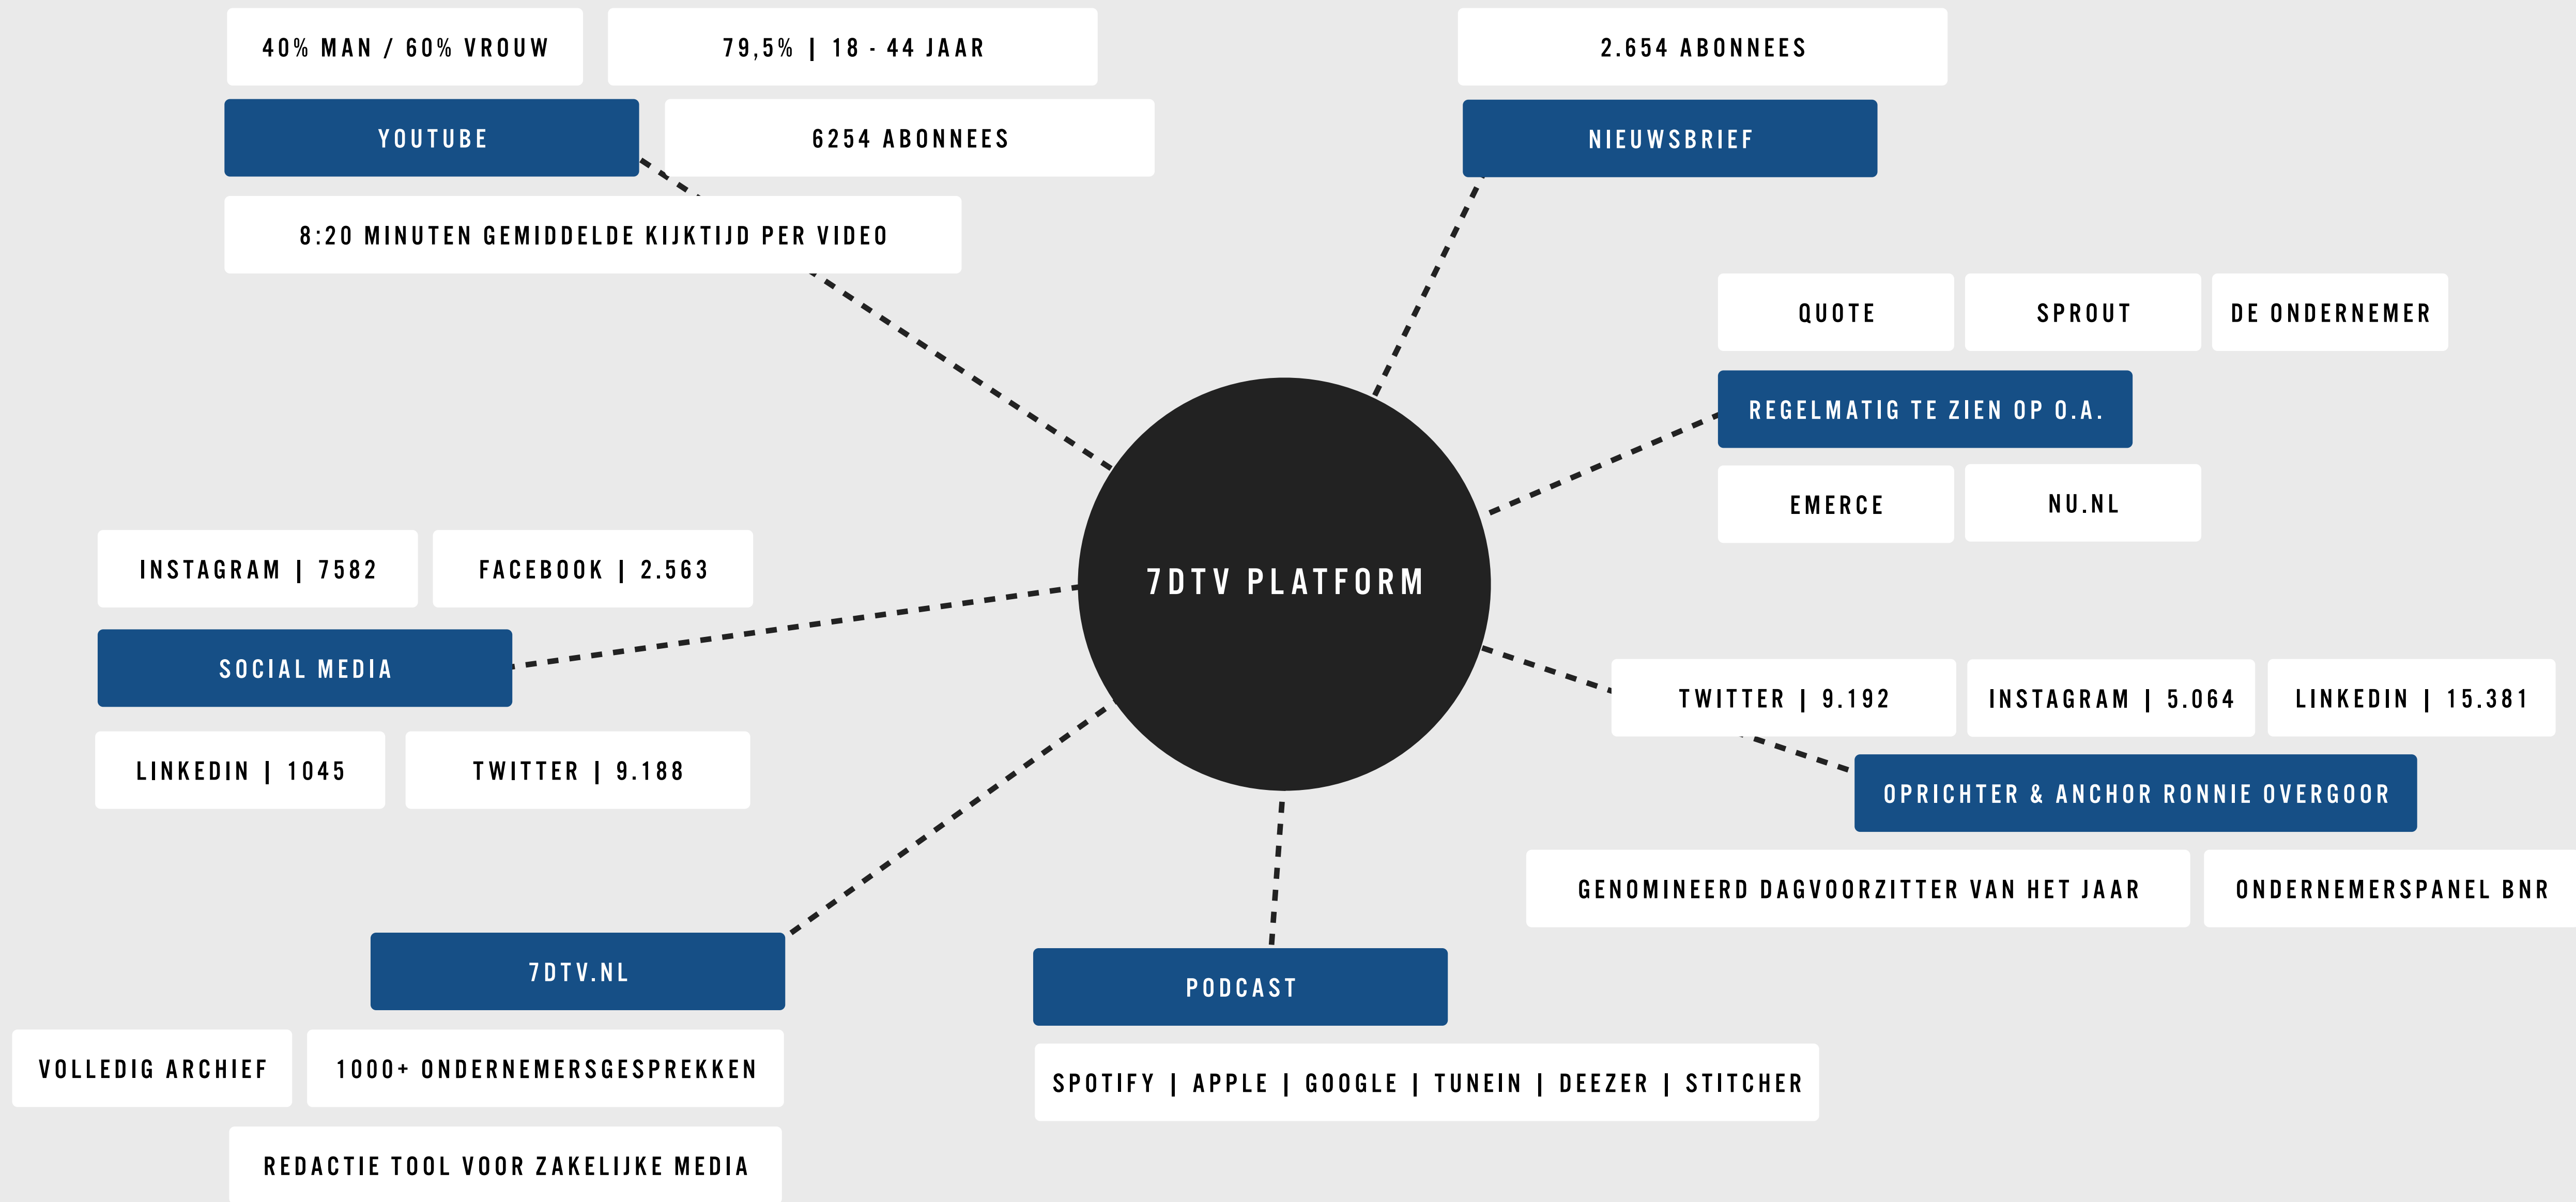 40% MAN / 60% VROUW
79,5% | 18 - 44 JAAR
YOUTUBE
6254 ABONNEES
8:20 MINUTEN GEMIDDELDE KIJKTIJD PER VIDEO
2.654 ABONNEES
NIEUWSBRIEF
QUOTE
SPROUT
DE ONDERNEMER
REGELMATIG TE ZIEN OP O.A.
EMERCE
NU.NL
7DTV PLATFORM
INSTAGRAM | 7582
FACEBOOK | 2.563
SOCIAL MEDIA
LINKEDIN | 1045
TWITTER | 9.188
TWITTER | 9.192
INSTAGRAM | 5.064
LINKEDIN | 15.381
OPRICHTER & ANCHOR RONNIE OVERGOOR
GENOMINEERD DAGVOORZITTER VAN HET JAAR
ONDERNEMERSPANEL BNR
7DTV.NL
VOLLEDIG ARCHIEF
1000+ ONDERNEMERSGESPREKKEN
REDACTIE TOOL VOOR ZAKELIJKE MEDIA
PODCAST
SPOTIFY | APPLE | GOOGLE | TUNEIN | DEEZER | STITCHER